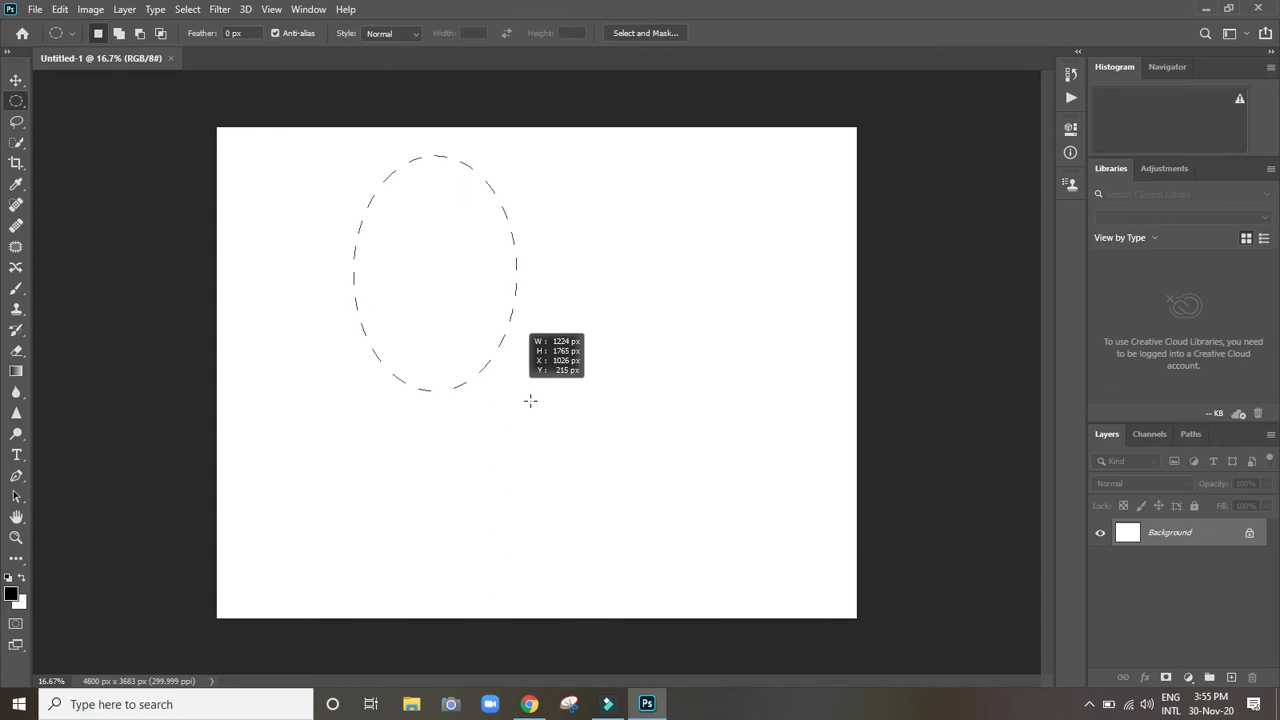 Ps File Edit Image Layer Type Select Filter 3D View Window Help
Feather: 0 px Anti-alias Style: Normal Width: Height: Select and Mask...
Untitled-1 @ 16.7% (RGB/8#)
Histogram Navigator
Libraries Adjustments
Search Current Library
View by Type
W : 1224 px
H : 1765 px
X : 1026 px
Y : 215 px
To use Creative Cloud Libraries, you need
to be logged into a Creative Cloud
account.
-- KB
Layers Channels Paths
Kind
Normal Opacity: 100%
Lock: Fill: 100%
Background
16.67% 4800 px x 3683 px (299.999 ppi)
Type here to search
Ps
ENG
INTL
3:55 PM
30-Nov-20